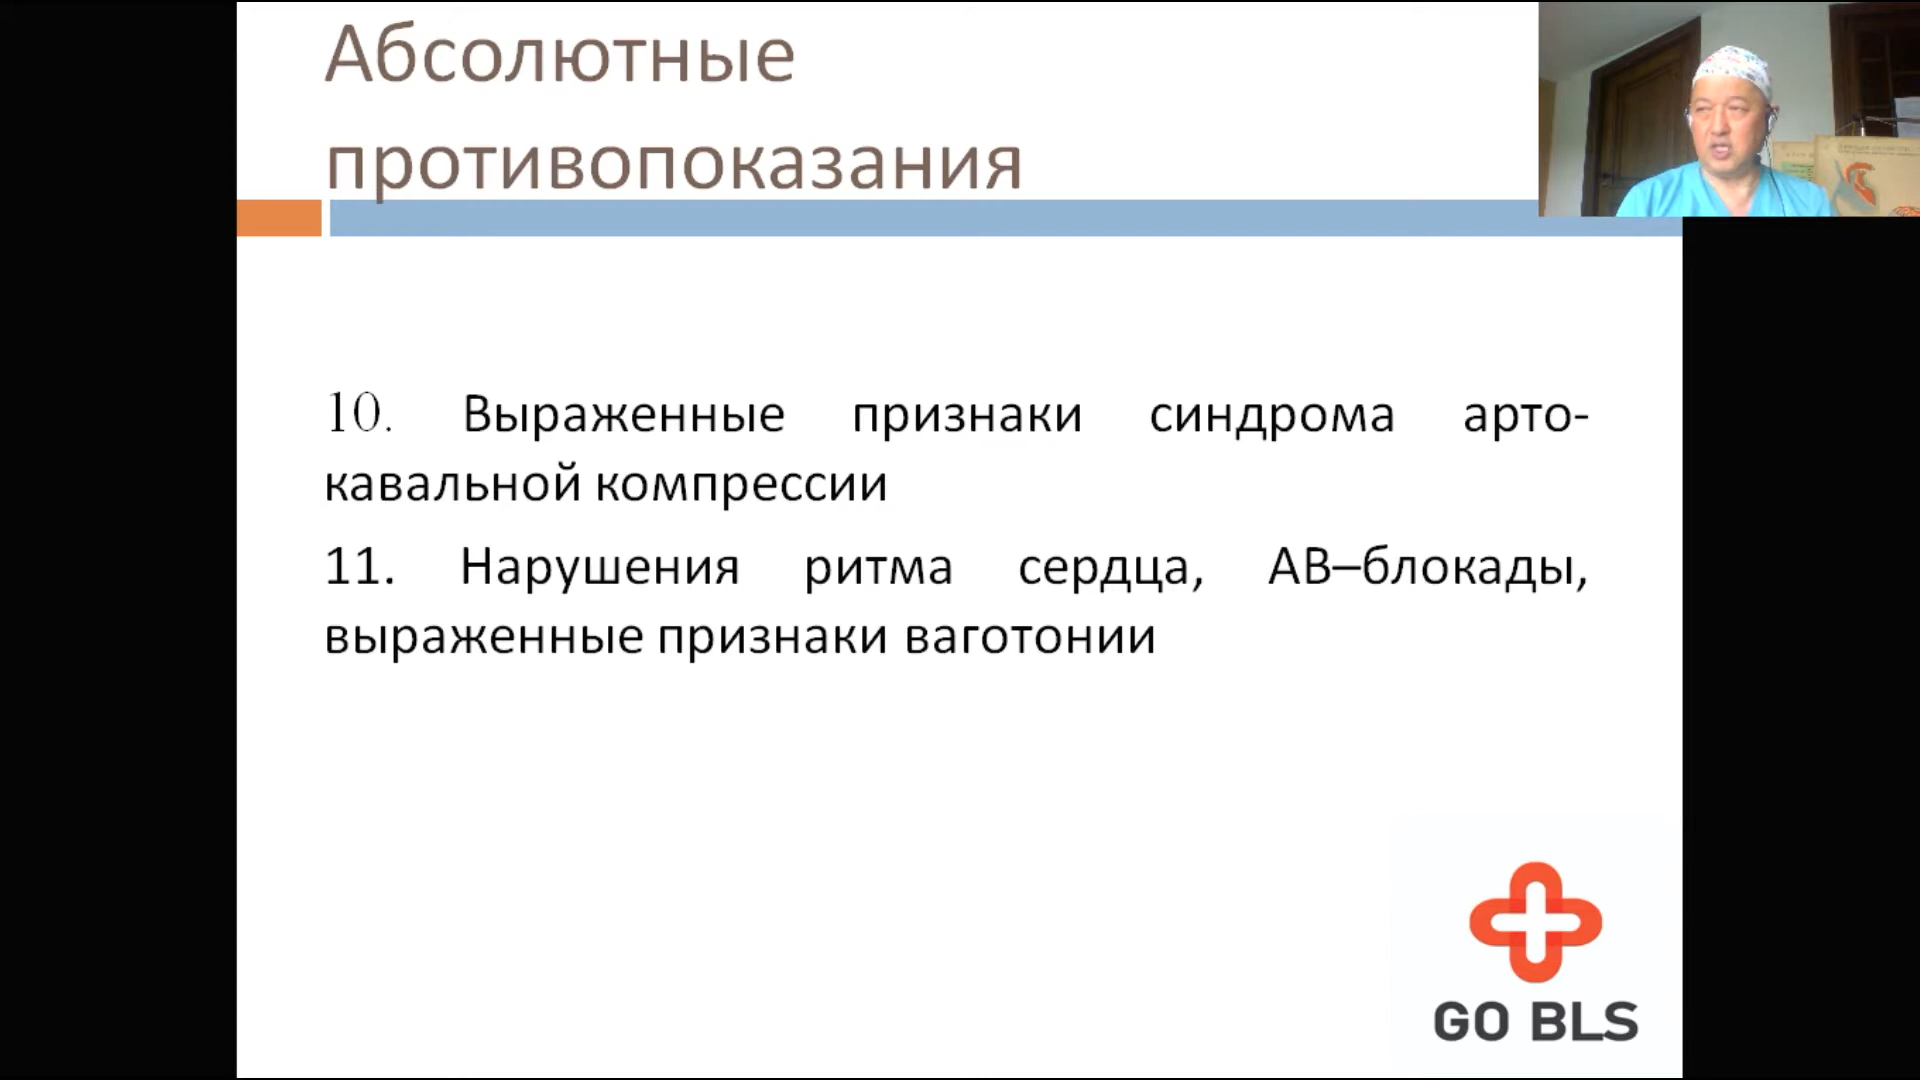 Абсолютные
противопоказания
10. Выраженные признаки синдрома арто-
кавальной компрессии
11. Нарушения ритма сердца, АВ–блокады,
выраженные признаки ваготонии
GO BLS